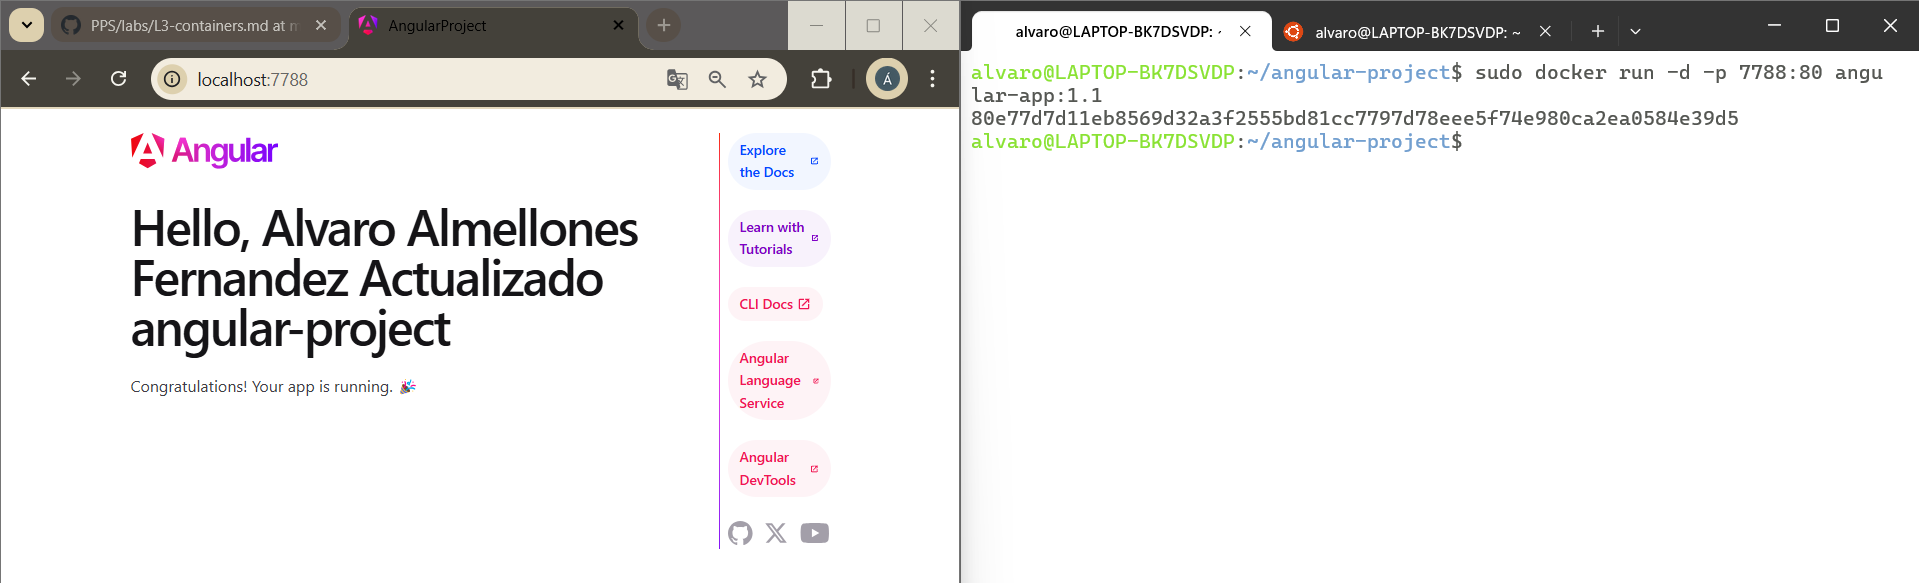 PPS/labs/L3-containers.md at m
AngularProject
localhost:7788
Á
Angular
Hello, Alvaro Almellones
Fernandez Actualizado
angular-project
Congratulations! Your app is running. 🎉
Explore
the Docs
Learn with
Tutorials
CLI Docs
Angular
Language
Service
Angular
DevTools
alvaro@LAPTOP-BK7DSVDP: ~
alvaro@LAPTOP-BK7DSVDP: ~
alvaro@LAPTOP-BK7DSVDP:~/angular-project$ sudo docker run -d -p 7788:80 angu
lar-app:1.1
80e77d7d11eb8569d32a3f2555bd81cc7797d78eee5f74e980ca2ea0584e39d5
alvaro@LAPTOP-BK7DSVDP:~/angular-project$